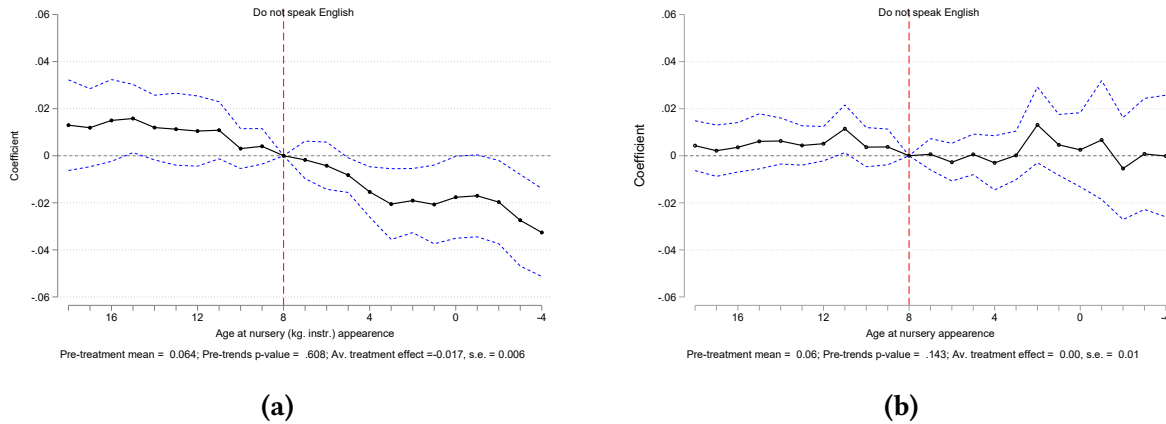 Do not speak English
.06
.04
.02
0
-.02
-.04
-.06
Coefficient
16
12
8
4
0
-4
Age at nursery (kg. instr.) appearence
Pre-treatment mean = 0.064; Pre-trends p-value = .608; Av. treatment effect =-0.017, s.e. = 0.006
(a)
Do not speak English
.06
.04
.02
0
-.02
-.04
-.06
Coefficient
16
12
8
4
0
-4
Age at nursery appearence
Pre-treatment mean = 0.06; Pre-trends p-value = .143; Av. treatment effect = 0.00, s.e. = 0.01
(b)